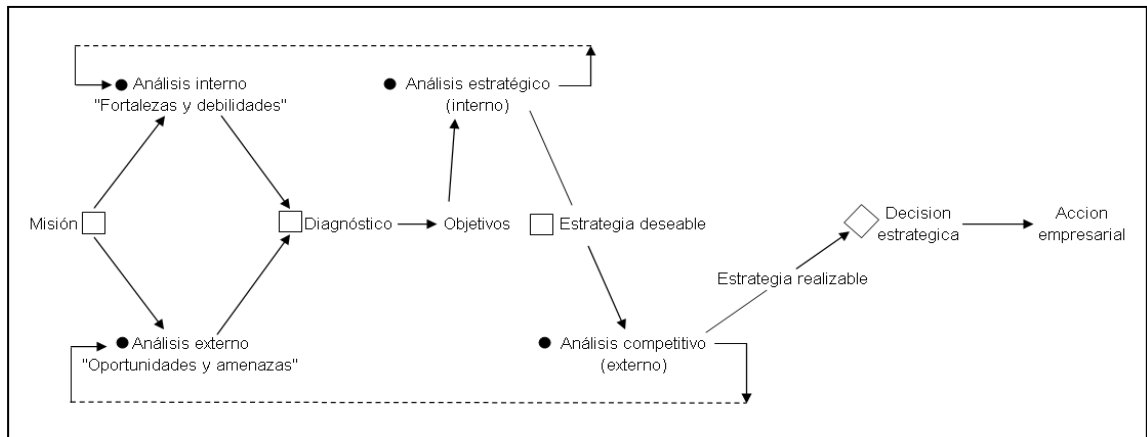 Análisis interno
"Fortalezas y debilidades"
Análisis estratégico
(interno)
Misión
Diagnóstico
Objetivos
Estrategia deseable
Decision
estrategica
Accion
empresarial
Estrategia realizable
Análisis externo
"Oportunidades y amenazas"
Análisis competitivo
(externo)